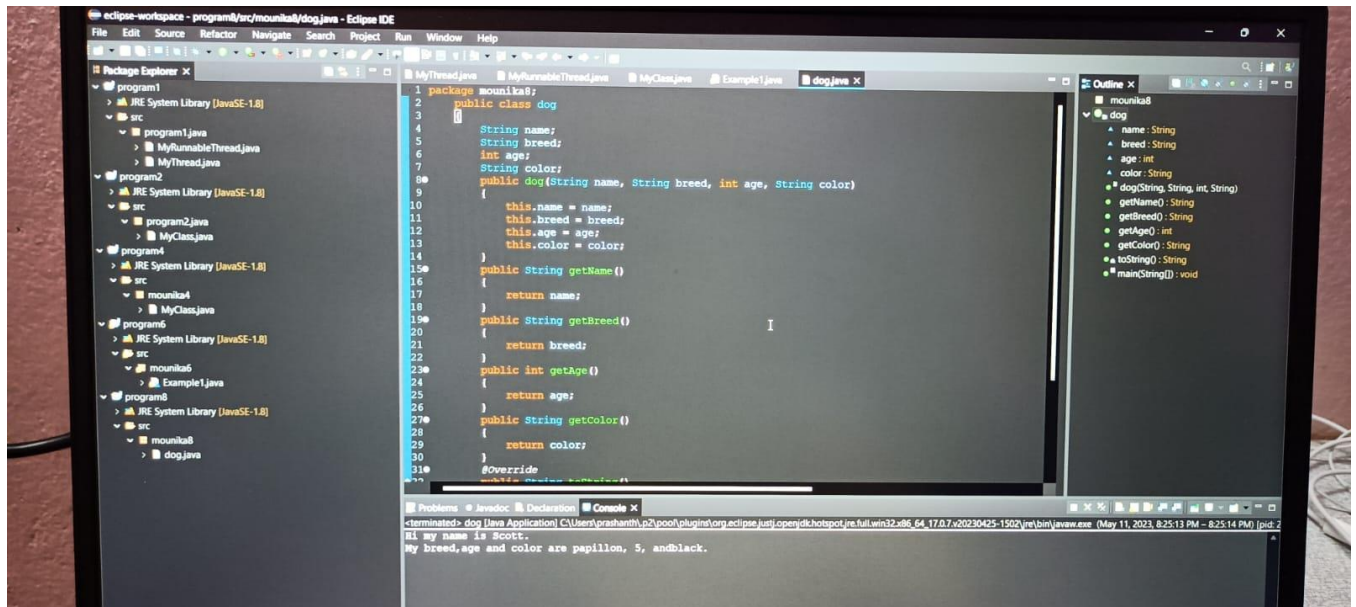 eclipse-workspace - program8/src/mounika8/dog.java - Eclipse IDE
File Edit Source Refactor Navigate Search Project Run Window Help
Package Explorer
program1
JRE System Library [JavaSE-1.8]
src
program1.java
MyRunnableThread.java
MyThread.java
program2
JRE System Library [JavaSE-1.8]
src
program2.java
MyClass.java
program4
JRE System Library [JavaSE-1.8]
src
mounika4
MyClass.java
program6
JRE System Library [JavaSE-1.8]
src
mounika6
Example1.java
program8
JRE System Library [JavaSE-1.8]
src
mounika8
dog.java
MyThread.java MyRunnableThread.java MyClass.java Example1.java dog.java
1 package mounika8;
2 public class dog
3 {
4 String name;
5 String breed;
6 int age;
7 String color;
8 public dog(String name, String breed, int age, String color)
9 {
10 this.name = name;
11 this.breed = breed;
12 this.age = age;
13 this.color = color;
14 }
15 public String getName()
16 {
17 return name;
18 }
19 public String getBreed()
20 {
21 return breed;
22 }
23 public int getAge()
24 {
25 return age;
26 }
27 public String getColor()
28 {
29 return color;
30 }
31 @Override
32 public String toString()
Outline
mounika8
dog
name : String
breed : String
age : int
color : String
dog(String, String, int, String)
getName() : String
getBreed() : String
getAge() : int
getColor() : String
toString() : String
main(String[]) : void
Problems Javadoc Declaration Console
<terminated> dog [Java Application] C:\Users\prashanth\.p2\pool\plugins\org.eclipse.justj.openjdk.hotspot.jre.full.win32.x86_64_17.0.7.v20230425-1502\jre\bin\javaw.exe (May 11, 2023, 8:25:13 PM – 8:25:14 PM) [pid: 2
Hi my name is Scott.
My breed,age and color are papillon, 5, andblack.